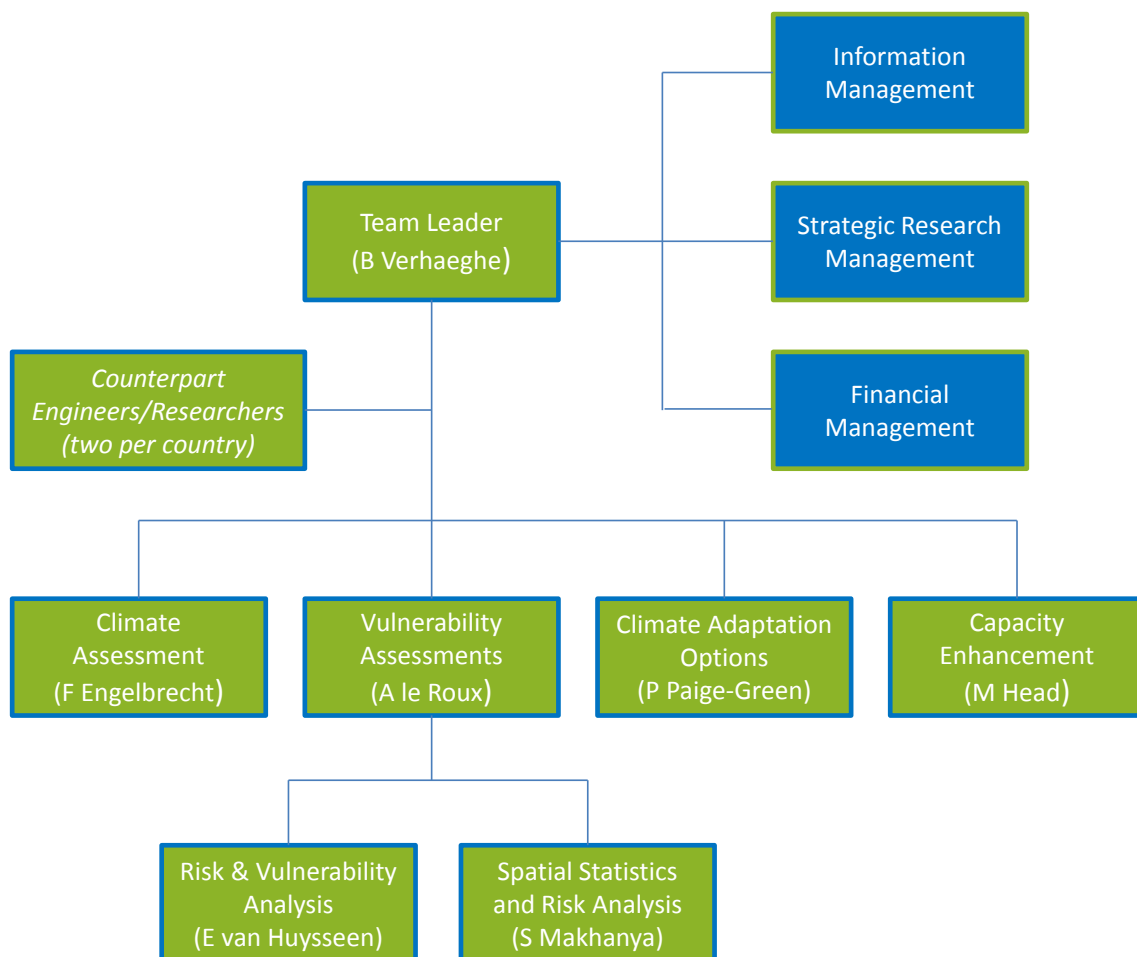 Information
Management
Team Leader
(B Verhaeghe)
Strategic Research
Management
Counterpart
Engineers/Researchers
(two per country)
Financial
Management
Climate
Assessment
(F Engelbrecht)
Vulnerability
Assessments
(A le Roux)
Climate Adaptation
Options
(P Paige-Green)
Capacity
Enhancement
(M Head)
Risk & Vulnerability
Analysis
(E van Huysseen)
Spatial Statistics
and Risk Analysis
(S Makhanya)